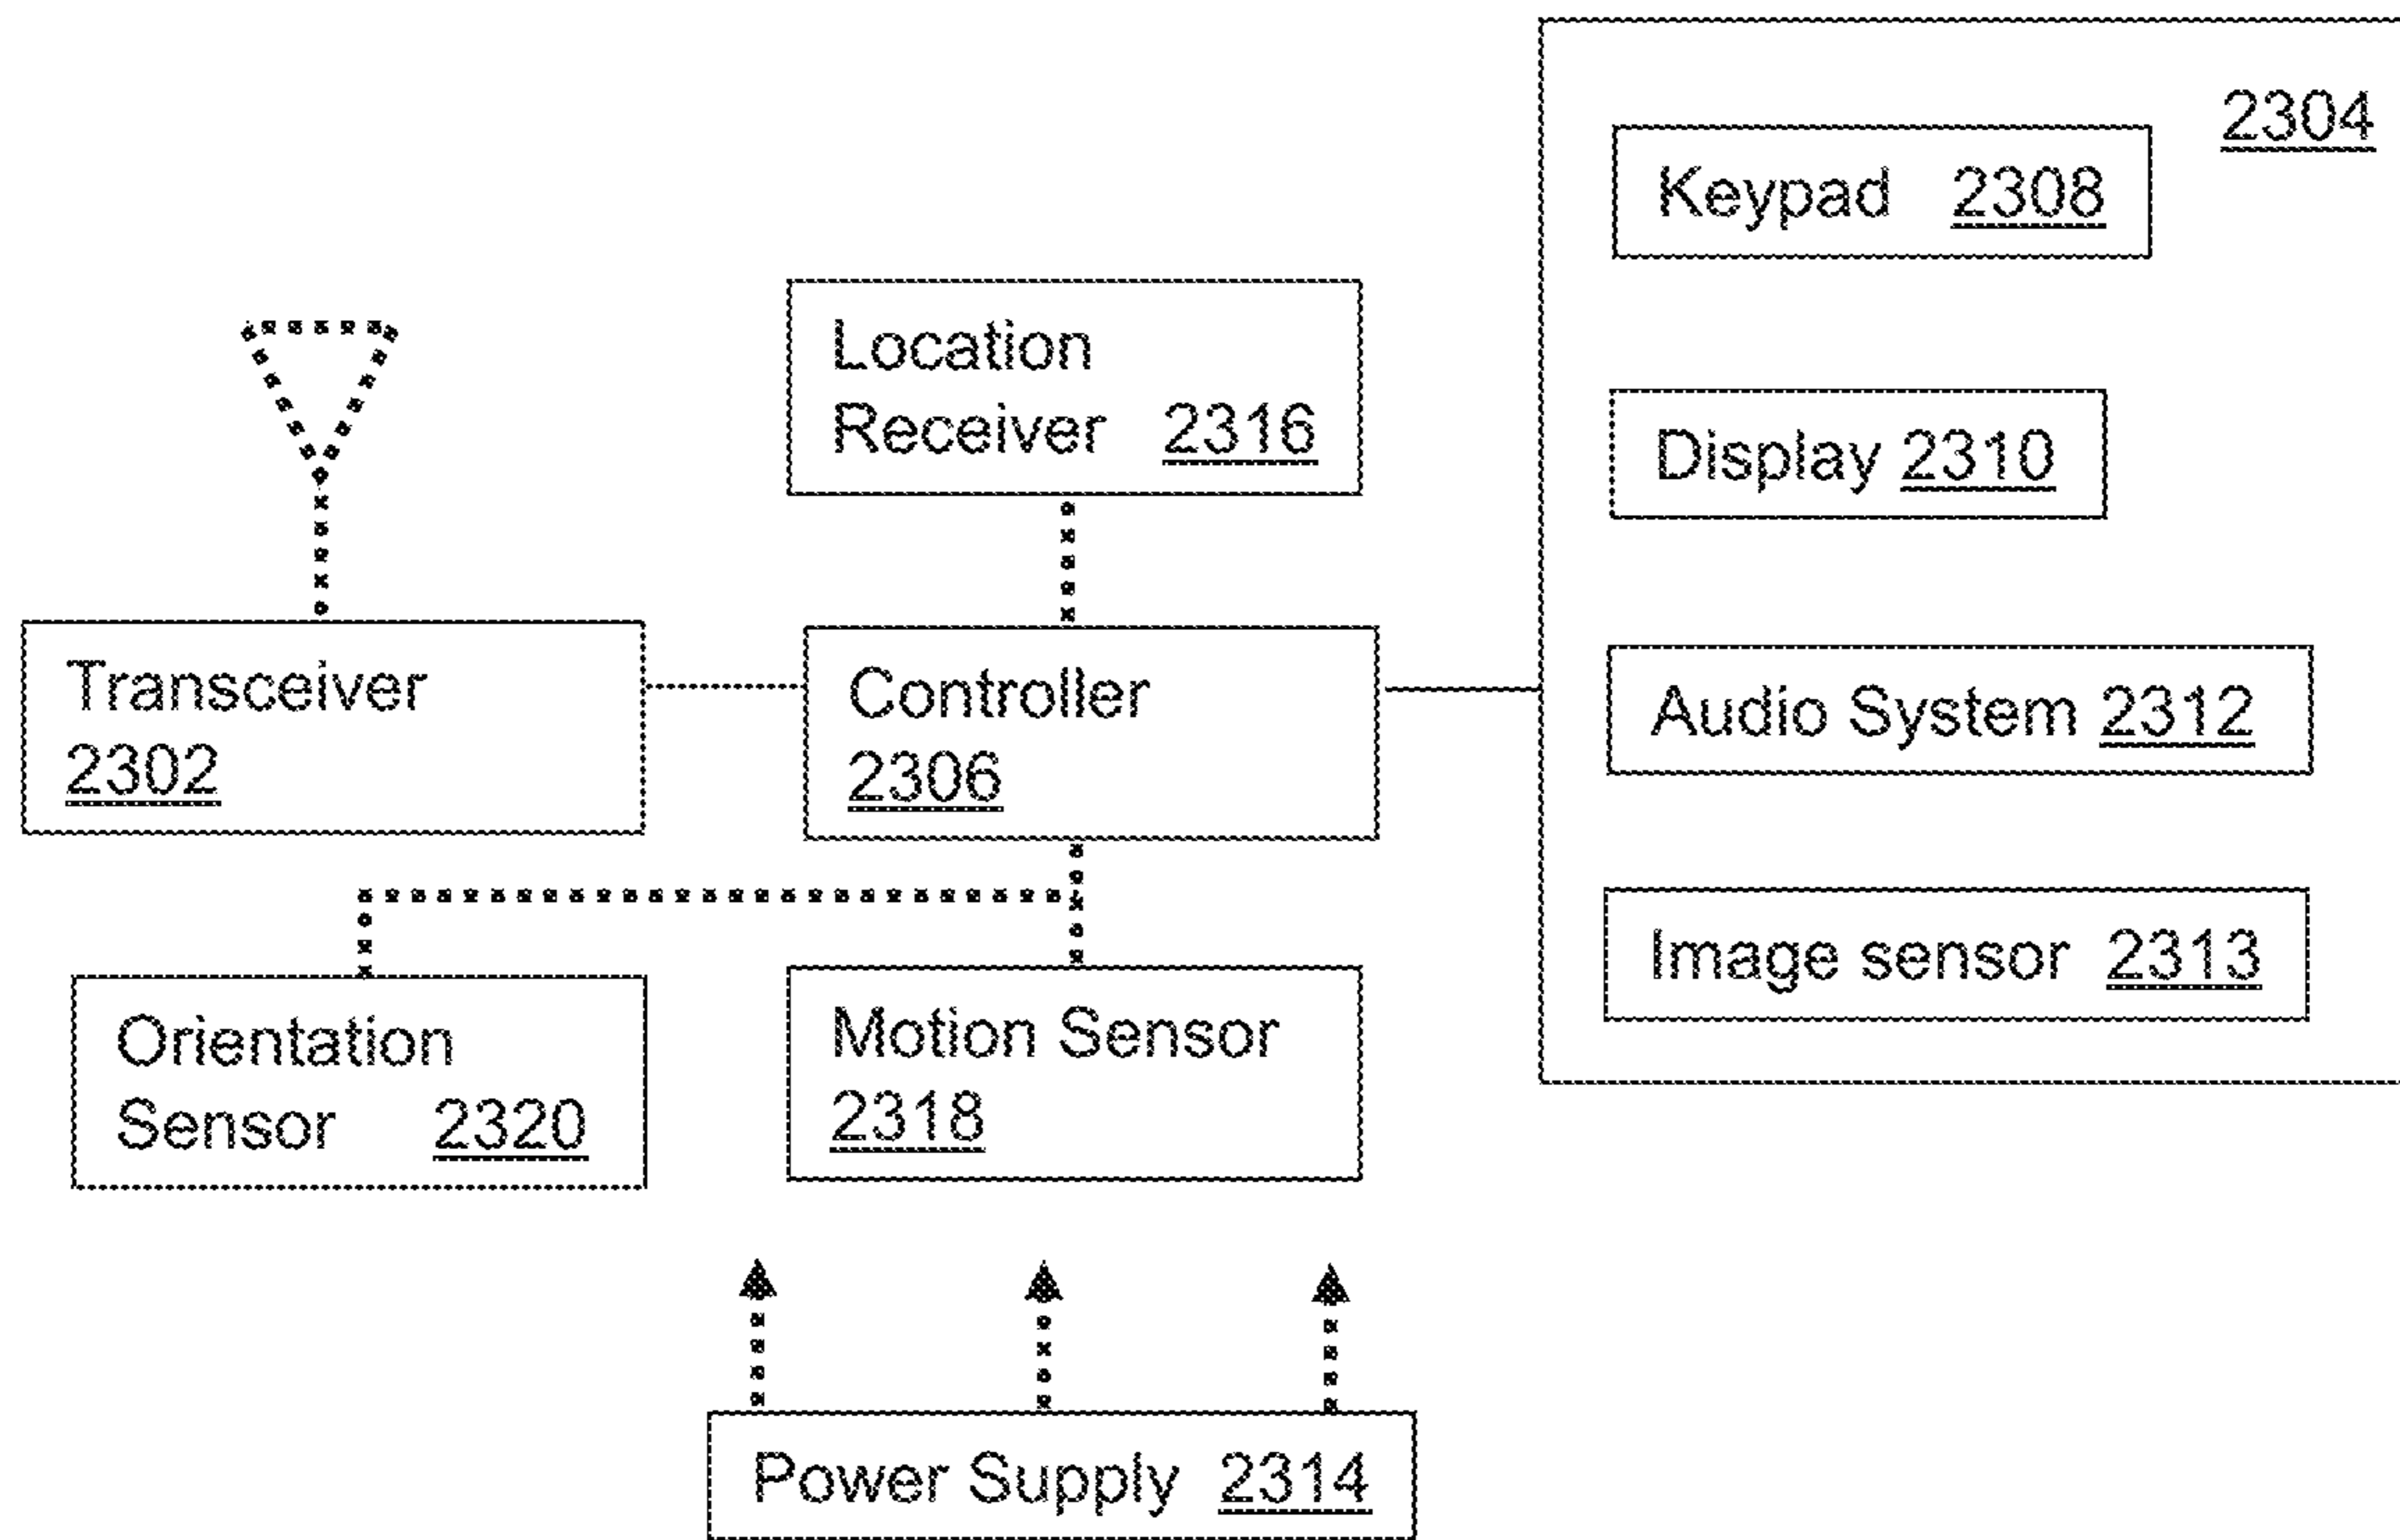 2304
Keypad 2308
Location
Receiver 2316
Display 2310
Transceiver
2302
Controller
2306
Audio System 2312
Image sensor 2313
Orientation
Sensor 2320
Motion Sensor
2318
Power Supply 2314